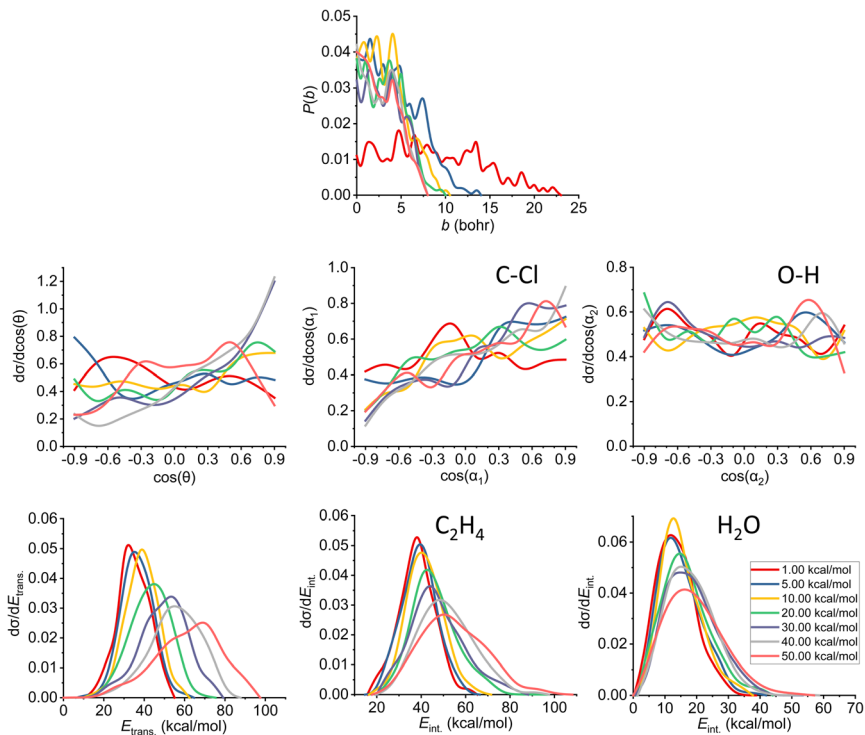 0.05
0.04
0.03
0.02
0.01
0.00
P(b)
0 5 10 15 20 25
b (bohr)
1.2
1.0
0.8
0.6
0.4
0.2
0.0
dσ/dcos(θ)
-0.9 -0.6 -0.3 0.0 0.3 0.6 0.9
cos(θ)
C-Cl
1.0
0.8
0.6
0.4
0.2
0.0
dσ/dcos(α₁)
-0.9 -0.6 -0.3 0.0 0.3 0.6 0.9
cos(α₁)
O-H
0.8
0.6
0.4
0.2
0.0
dσ/dcos(α₂)
-0.9 -0.6 -0.3 0.0 0.3 0.6 0.9
cos(α₂)
0.06
0.05
0.04
0.03
0.02
0.01
0.00
dσ/dE_trans.
0 20 40 60 80 100
E_trans. (kcal/mol)
C₂H₄
0.06
0.05
0.04
0.03
0.02
0.01
0.00
dσ/dE_int.
20 40 60 80 100
E_int. (kcal/mol)
H₂O
0.06
0.04
0.02
0.00
dσ/dE_int.
0 10 20 30 40 50 60 70
E_int. (kcal/mol)
1.00 kcal/mol
5.00 kcal/mol
10.00 kcal/mol
20.00 kcal/mol
30.00 kcal/mol
40.00 kcal/mol
50.00 kcal/mol